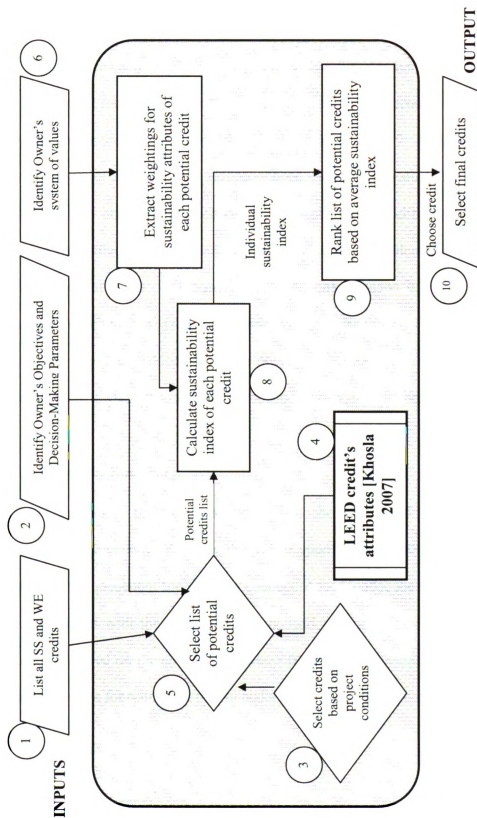 INPUTS
1
List all SS and WE
credits
2
Identify Owner's Objectives and
Decision-Making Parameters
6
Identify Owner's
system of values
3
Select credits
based on
project
conditions
4
LEED credit's
attributes [Khosla
2007]
5
Select list
of potential
credits
Potential
credits list
7
Extract weightings for
sustainability attributes of
each potential credit
8
Calculate sustainability
index of each potential
credit
Individual
sustainability
index
9
Rank list of potential credits
based on average sustainability
index
Choose credit
10
Select final credits
OUTPUT